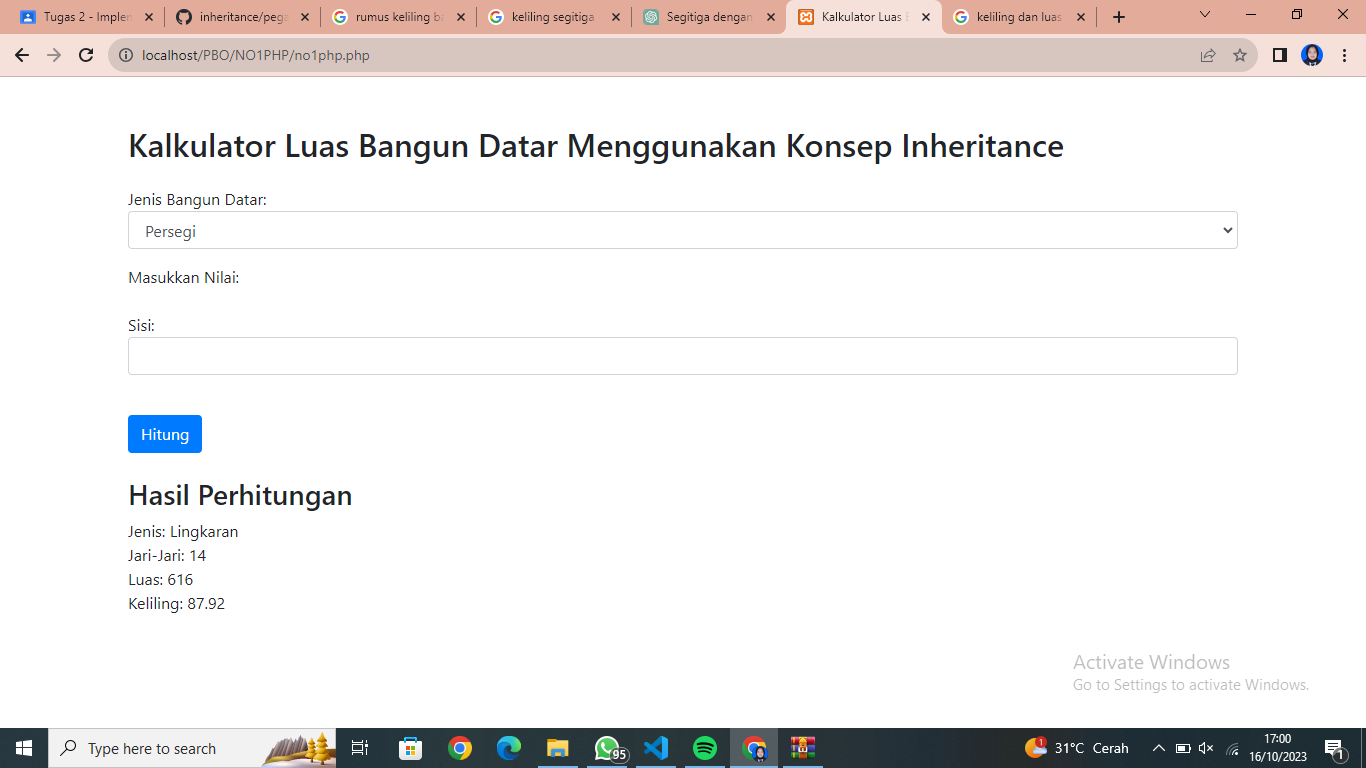 Tugas 2 - Implen
inheritance/pega
rumus keliling ba
keliling segitiga
Segitiga dengan
Kalkulator Luas B
keliling dan luas
localhost/PBO/NO1PHP/no1php.php
Kalkulator Luas Bangun Datar Menggunakan Konsep Inheritance
Jenis Bangun Datar:
Persegi
Masukkan Nilai:
Sisi:
Hitung
Hasil Perhitungan
Jenis: Lingkaran
Jari-Jari: 14
Luas: 616
Keliling: 87.92
Activate Windows
Go to Settings to activate Windows.
Type here to search
95
1
31°C Cerah
17:00
16/10/2023
1